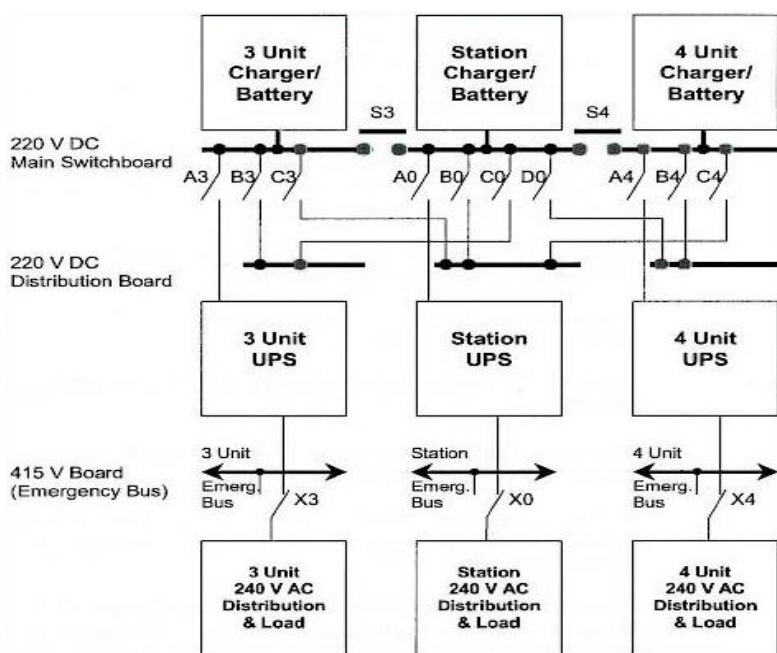 3 Unit
Charger/
Battery
Station
Charger/
Battery
4 Unit
Charger/
Battery
S3
S4
220 V DC
Main Switchboard
A3
B3
C3
A0
B0
C0
D0
A4
B4
C4
220 V DC
Distribution Board
3 Unit
UPS
Station
UPS
4 Unit
UPS
415 V Board
(Emergency Bus)
3 Unit
Emerg.
Bus
X3
Station
Emerg.
Bus
X0
4 Unit
Emerg.
Bus
X4
3 Unit
240 V AC
Distribution
& Load
Station
240 V AC
Distribution
& Load
4 Unit
240 V AC
Distribution
& Load